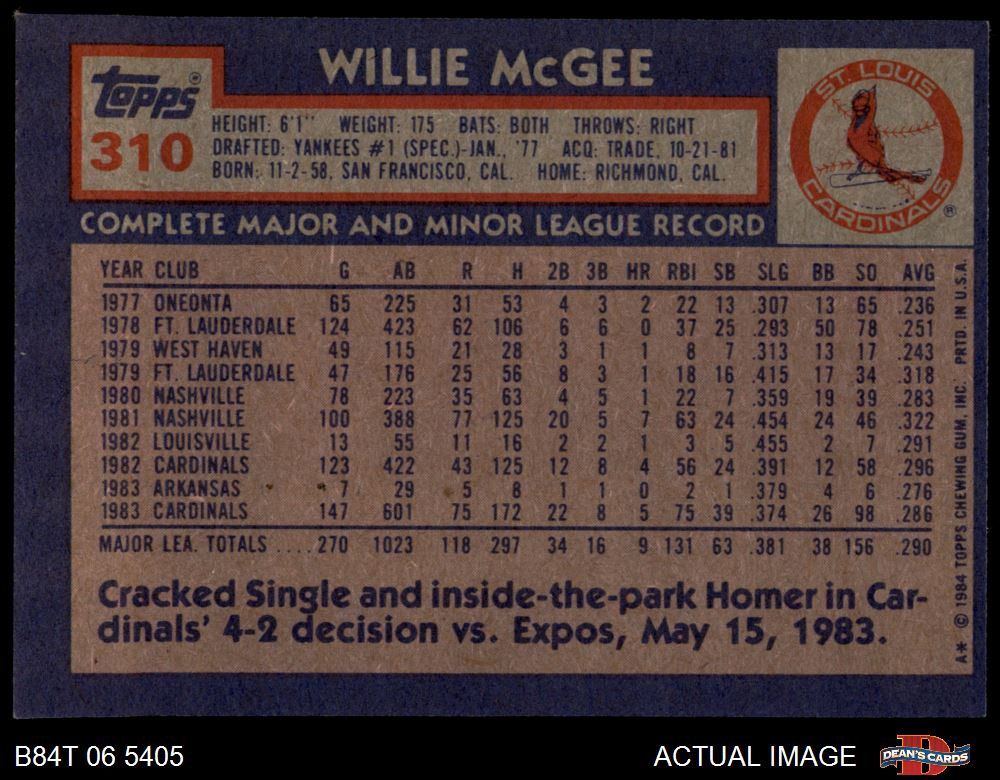 WILLIE McGEE
Topps®
310
HEIGHT: 6'1" WEIGHT: 175 BATS: BOTH THROWS: RIGHT
DRAFTED: YANKEES #1 (SPEC.)-JAN., '77 ACQ: TRADE, 10-21-81
BORN: 11-2-58, SAN FRANCISCO, CAL. HOME: RICHMOND, CAL.
ST. LOUIS
CARDINALS®
COMPLETE MAJOR AND MINOR LEAGUE RECORD
YEAR CLUB G AB R H 2B 3B HR RBI SB SLG BB SO AVG
1977 ONEONTA 65 225 31 53 4 3 2 22 13 .307 13 65 .236
1978 FT. LAUDERDALE 124 423 62 106 6 6 0 37 25 .293 50 78 .251
1979 WEST HAVEN 49 115 21 28 3 1 1 8 7 .313 13 17 .243
1979 FT. LAUDERDALE 47 176 25 56 8 3 1 18 16 .415 17 34 .318
1980 NASHVILLE 78 223 35 63 4 5 1 22 7 .359 19 39 .283
1981 NASHVILLE 100 388 77 125 20 5 7 63 24 .454 24 46 .322
1982 LOUISVILLE 13 55 11 16 2 2 1 3 5 .455 2 7 .291
1982 CARDINALS 123 422 43 125 12 8 4 56 24 .391 12 58 .296
1983 ARKANSAS 7 29 5 8 1 1 0 2 1 .379 4 6 .276
1983 CARDINALS 147 601 75 172 22 8 5 75 39 .374 26 98 .286
MAJOR LEA. TOTALS .... 270 1023 118 297 34 16 9 131 63 .381 38 156 .290
Cracked Single and inside-the-park Homer in Car-
dinals' 4-2 decision vs. Expos, May 15, 1983.
A* © 1984 TOPPS CHEWING GUM, INC. PRTD. IN U.S.A.
B84T 06 5405
ACTUAL IMAGE
D
DEAN'S CARDS